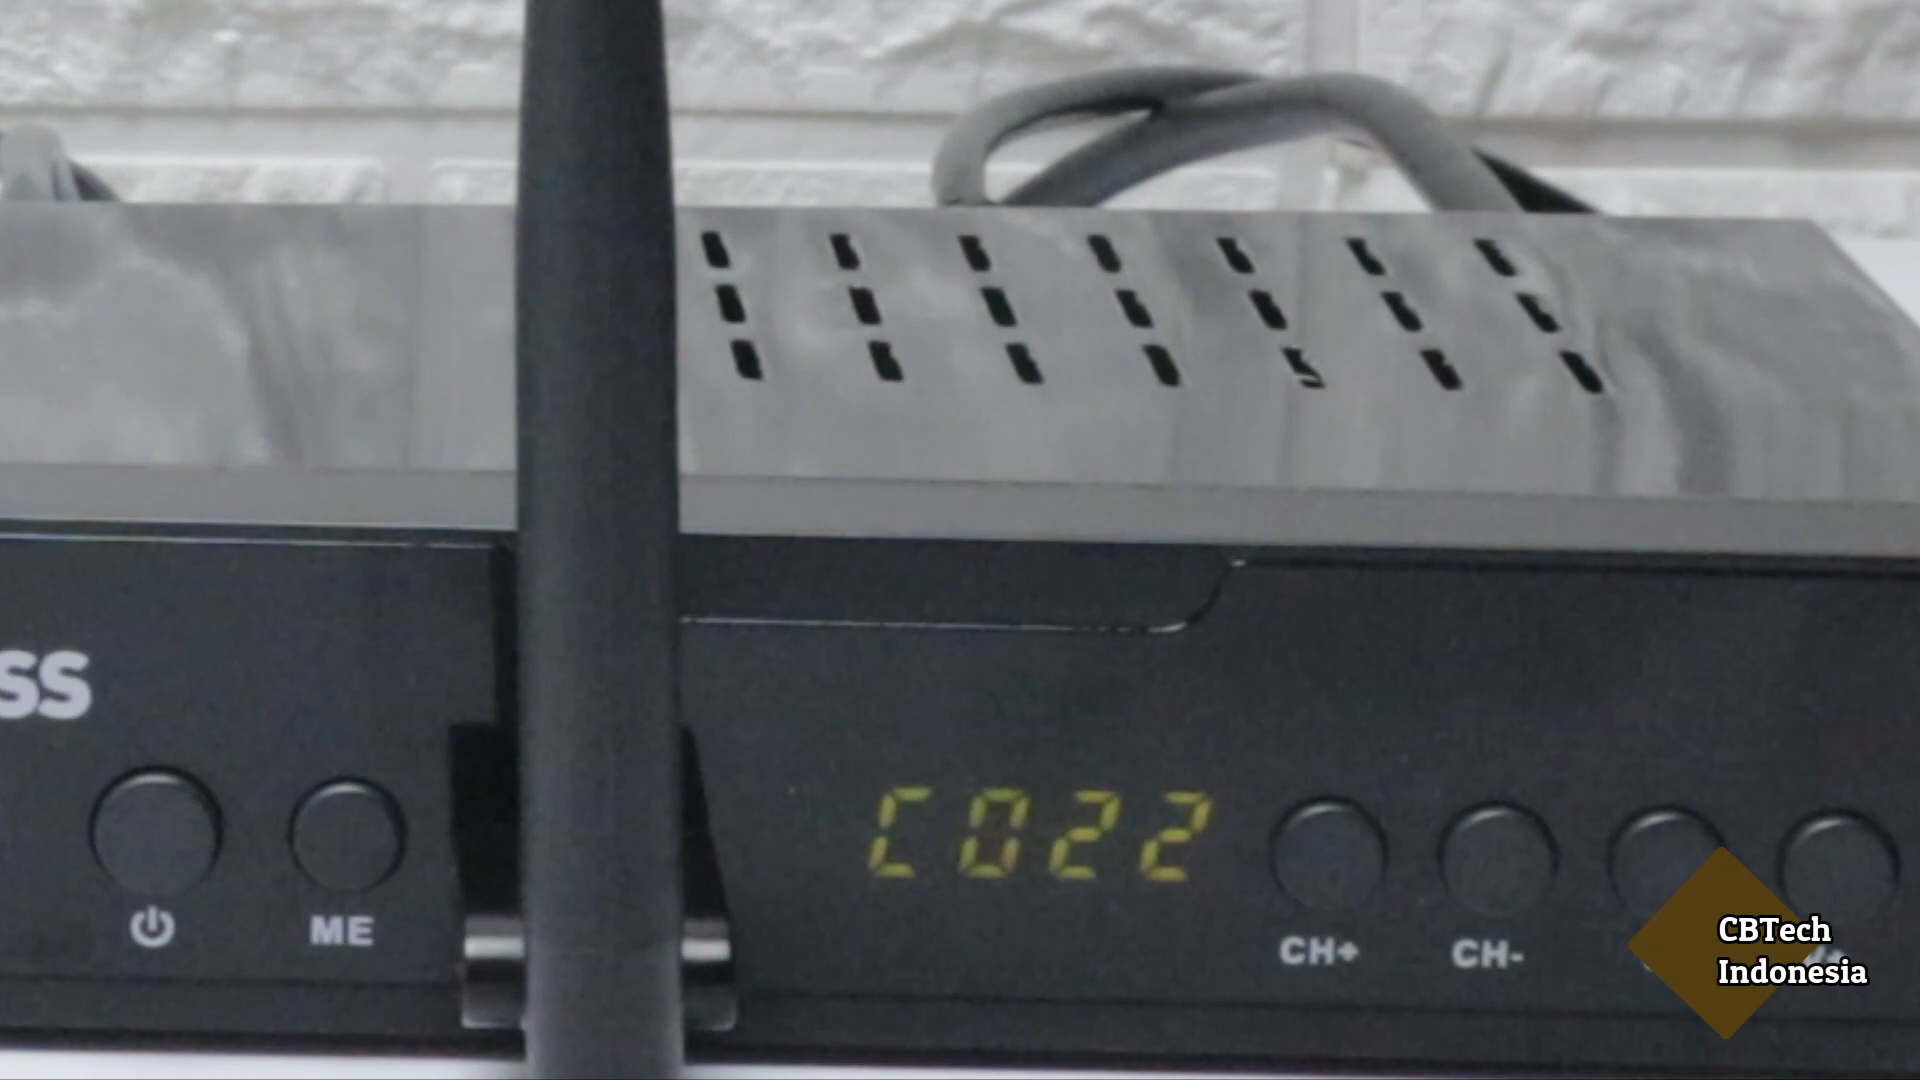 SS
C022
ME
CH+
CH-
CBTech
Indonesia